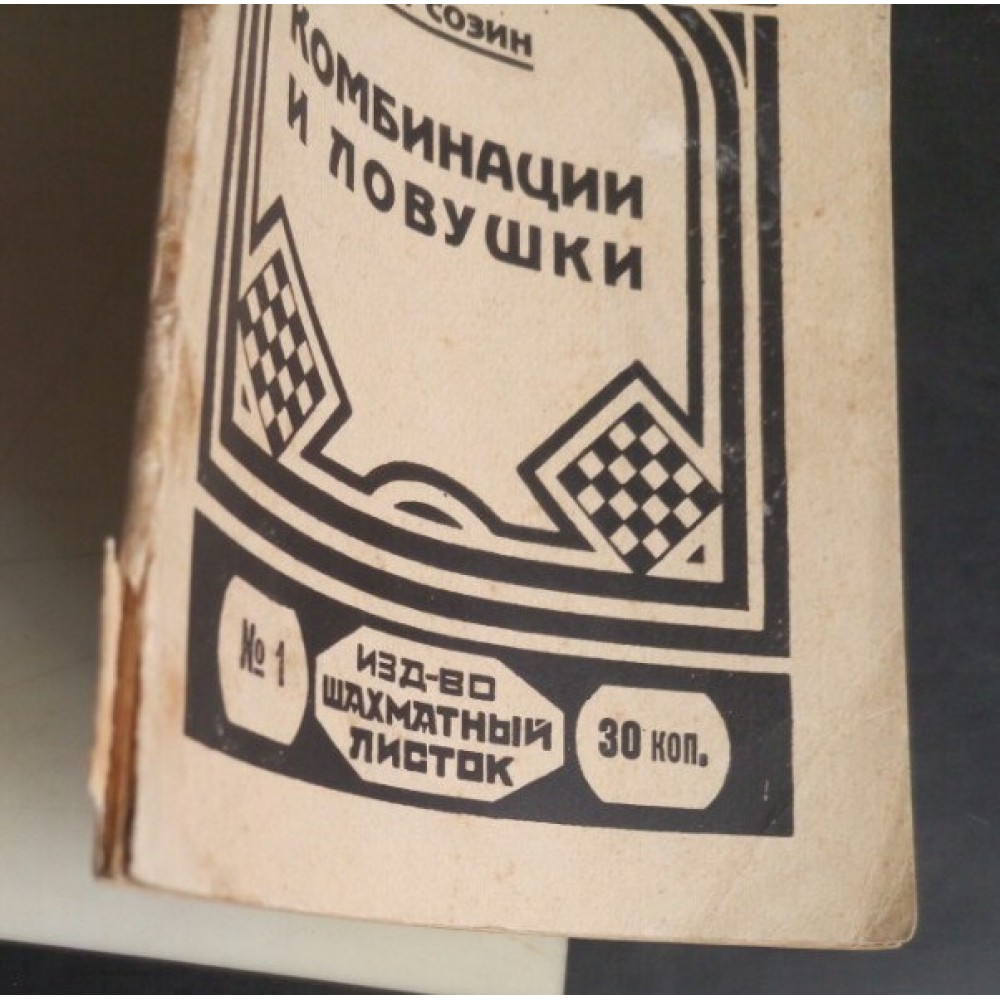 СОЗИН
КОМБИНАЦИИ
И ЛОВУШКИ
№ 1
ИЗД-ВО
ШАХМАТНЫЙ
ЛИСТОК
30 коп.